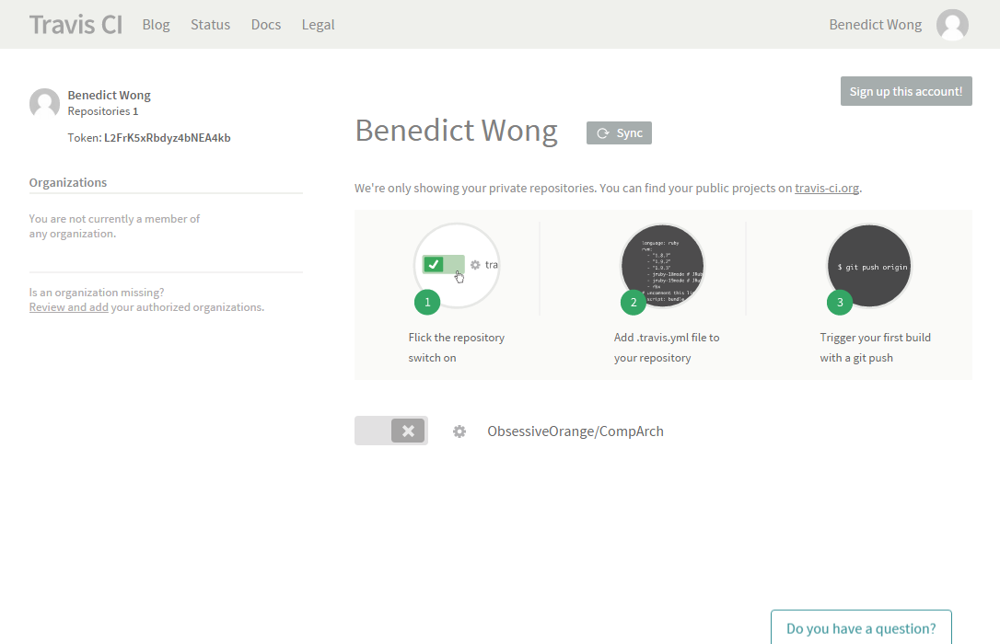 Travis CI Blog Status Docs Legal Benedict Wong
Benedict Wong
Repositories 1
Token: L2FrK5xRbdyz4bNEA4kb
Organizations
You are not currently a member of
any organization.
Is an organization missing?
Review and add your authorized organizations.
Sign up this account!
Benedict Wong Sync
We're only showing your private repositories. You can find your public projects on travis-ci.org.
tra
1
Flick the repository
switch on
language: ruby
rvm:
- "1.8.7"
- "1.9.2"
- "1.9.3"
- jruby-18mode # JRub
- jruby-19mode # JRub
- rbx
# uncomment this lin
script: bundle
2
Add .travis.yml file to
your repository
$ git push origin
3
Trigger your first build
with a git push
ObsessiveOrange/CompArch
Do you have a question?